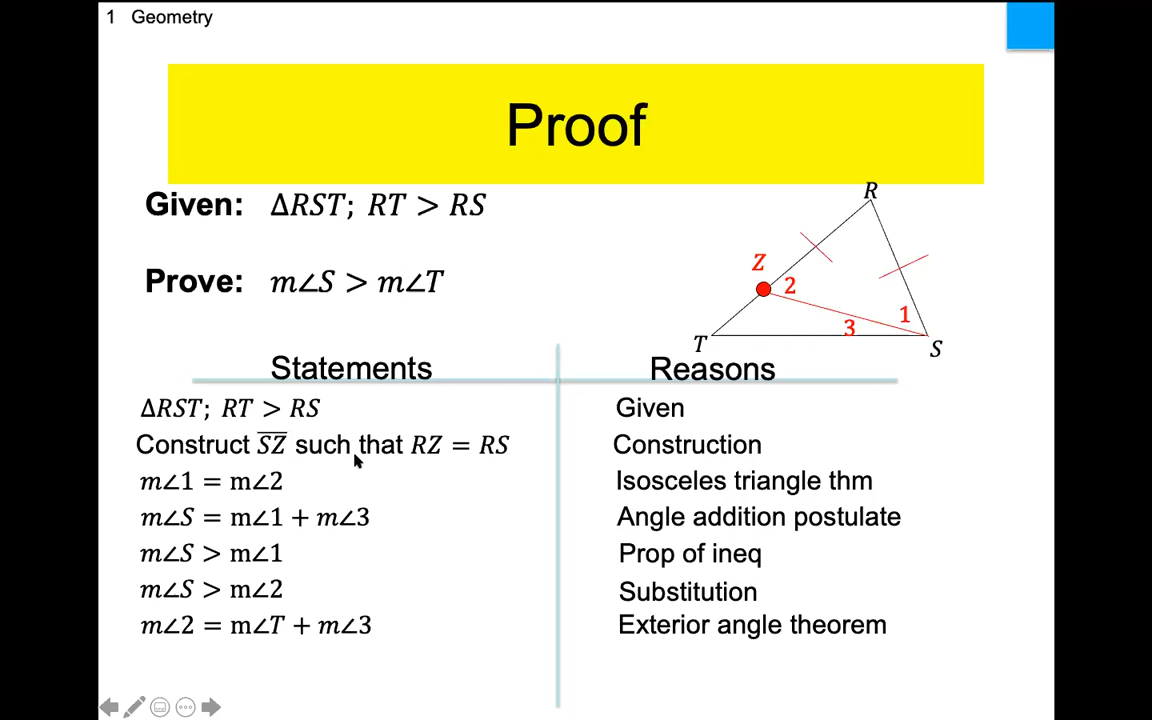 1 Geometry
Proof
Given: ΔRST; RT > RS
Prove: m∠S > m∠T
R
Z
2
1
3
T
S
Statements Reasons
ΔRST; RT > RS Given
Construct S̅Z̅ such that RZ = RS Construction
m∠1 = m∠2 Isosceles triangle thm
m∠S = m∠1 + m∠3 Angle addition postulate
m∠S > m∠1 Prop of ineq
m∠S > m∠2 Substitution
m∠2 = m∠T + m∠3 Exterior angle theorem